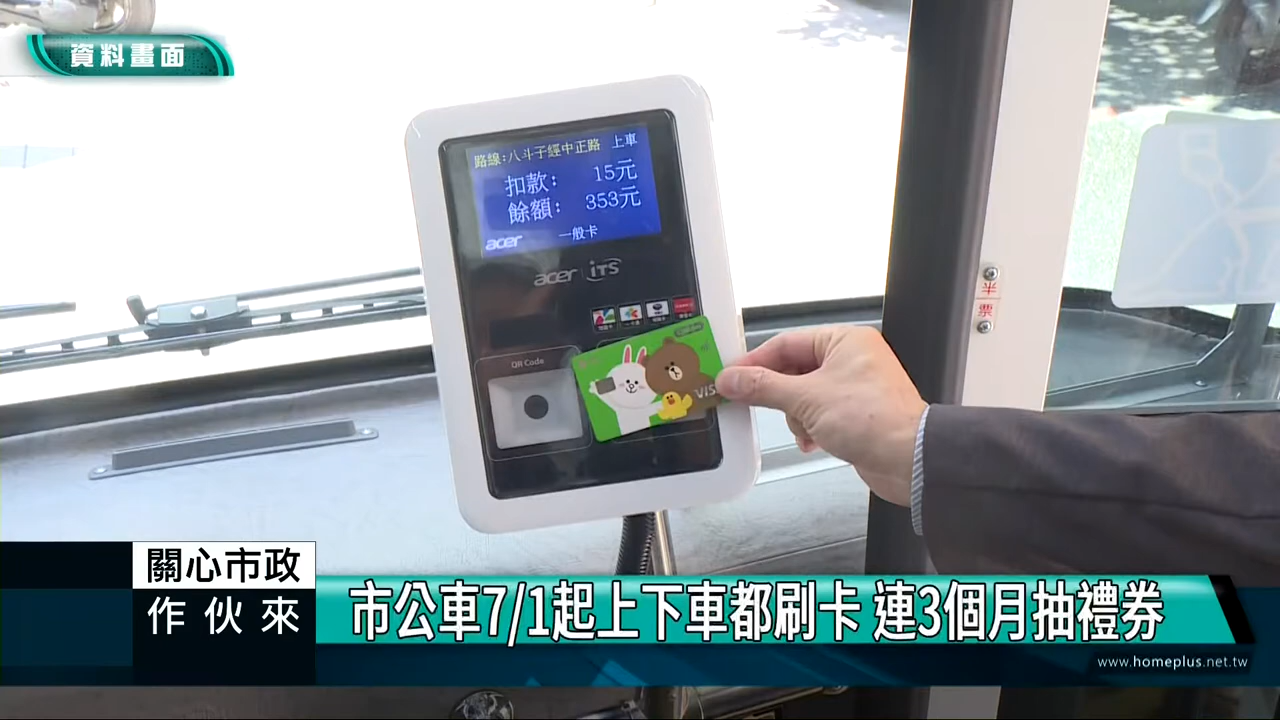 資料畫面
路線:八斗子經中正路 上車
扣款: 15元
餘額: 353元
acer 一般卡
acer iTS
QR Code
VISA
半票
關心市政
作伙來
市公車7/1起上下車都刷卡 連3個月抽禮券
www.homeplus.net.tw